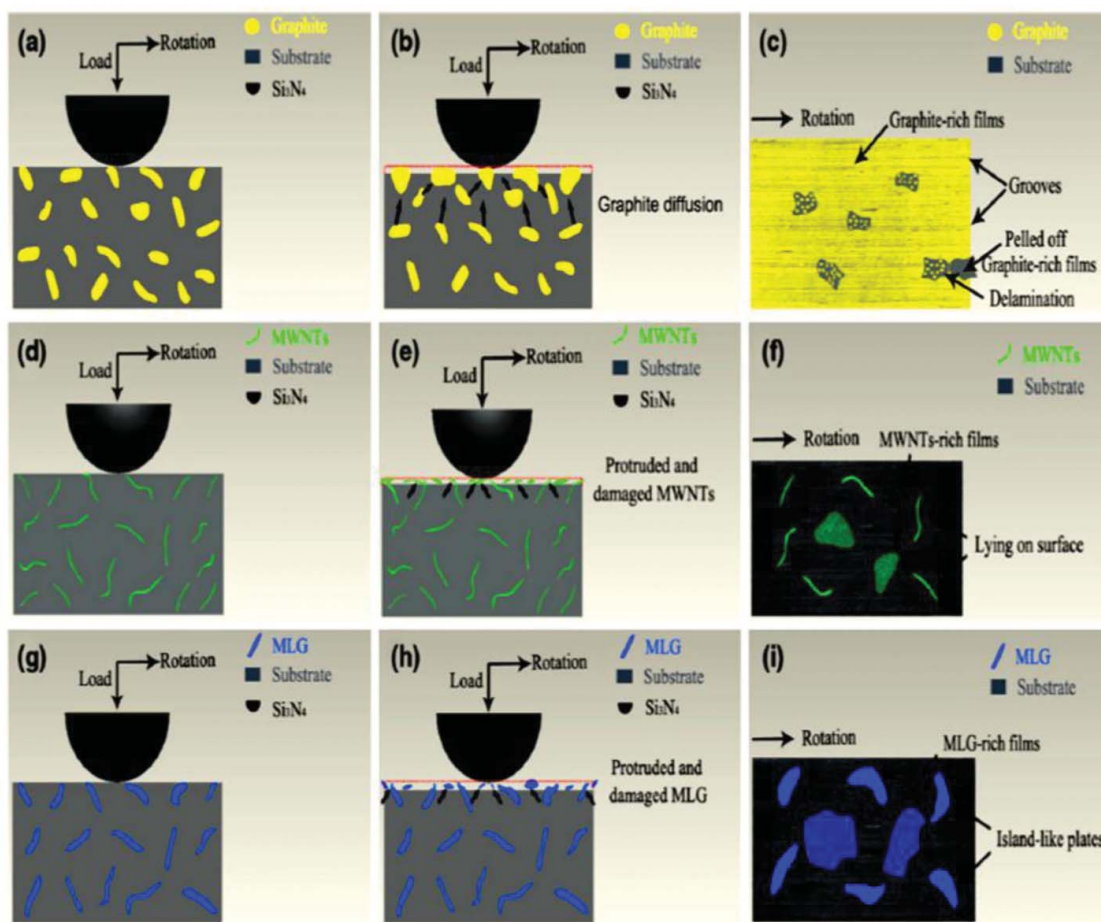 (a)
Graphite
Rotation
Load
Substrate
Si₃N₄
(b)
Graphite
Rotation
Load
Substrate
Si₃N₄
Graphite diffusion
(c)
Graphite
Substrate
Rotation
Graphite-rich films
Grooves
Pelled off
Graphite-rich films
Delamination
(d)
MWNTs
Rotation
Load
Substrate
Si₃N₄
(e)
MWNTs
Rotation
Load
Substrate
Si₃N₄
Protruded and
damaged MWNTs
(f)
MWNTs
Substrate
Rotation
MWNTs-rich films
Lying on surface
(g)
MLG
Rotation
Load
Substrate
Si₃N₄
(h)
MLG
Rotation
Load
Substrate
Si₃N₄
Protruded and
damaged MLG
(i)
MLG
Substrate
Rotation
MLG-rich films
Island-like plates